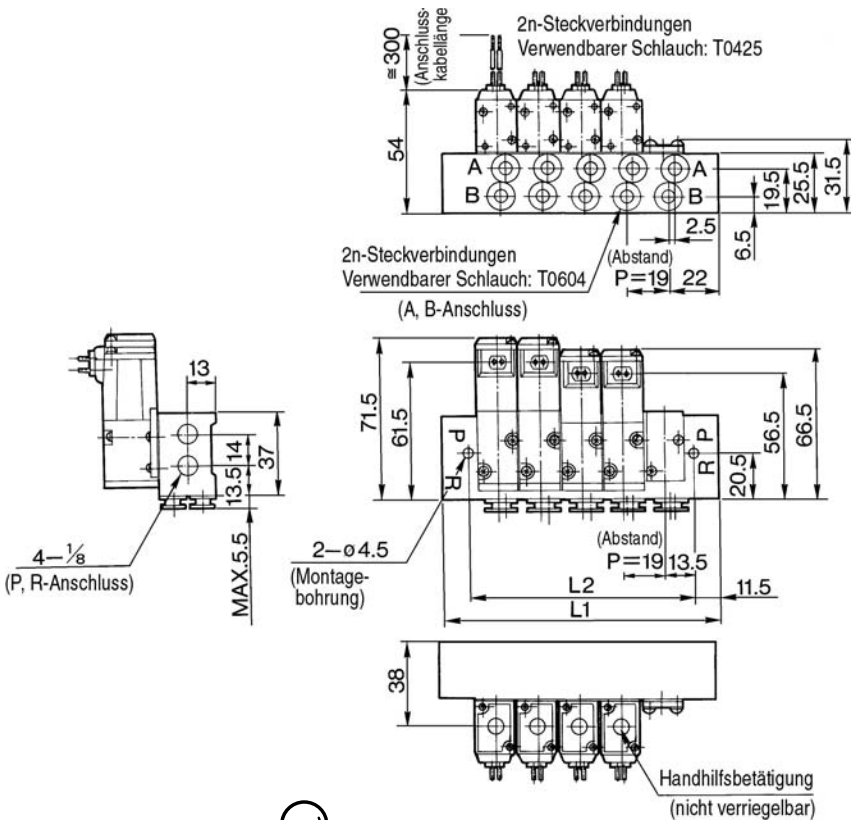 2n-Steckverbindungen
Verwendbarer Schlauch: T0425
≅300
(Anschluss-
kabellänge
54
A
A
B
B
19.5
25.5
31.5
6.5
2.5
2n-Steckverbindungen
Verwendbarer Schlauch: T0604
(A, B-Anschluss)
(Abstand)
P=19
22
13
14
13.5
37
MAX.5.5
4–⅛
(P, R-Anschluss)
71.5
61.5
P
R
P
R
20.5
56.5
66.5
2–ø4.5
(Montage-
bohrung)
(Abstand)
P=19
13.5
L2
11.5
L1
38
Handhilfsbetätigung
(nicht verriegelbar)